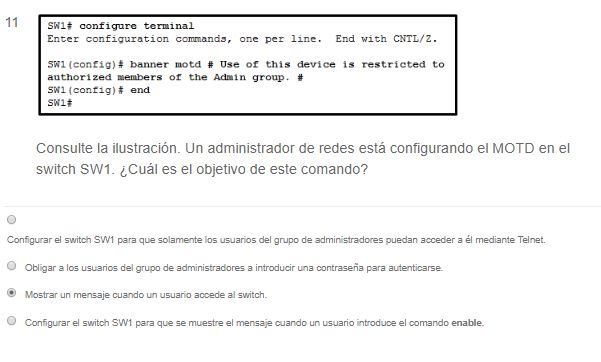 11
SW1# configure terminal
Enter configuration commands, one per line. End with CNTL/Z.
SW1(config)# banner motd # Use of this device is restricted to
authorized members of the Admin group. #
SW1(config)# end
SW1#
Consulte la ilustración. Un administrador de redes está configurando el MOTD en el
switch SW1. ¿Cuál es el objetivo de este comando?
Configurar el switch SW1 para que solamente los usuarios del grupo de administradores puedan acceder a él mediante Telnet.
Obligar a los usuarios del grupo de administradores a introducir una contraseña para autenticarse.
Mostrar un mensaje cuando un usuario accede al switch.
Configurar el switch SW1 para que se muestre el mensaje cuando un usuario introduce el comando enable.